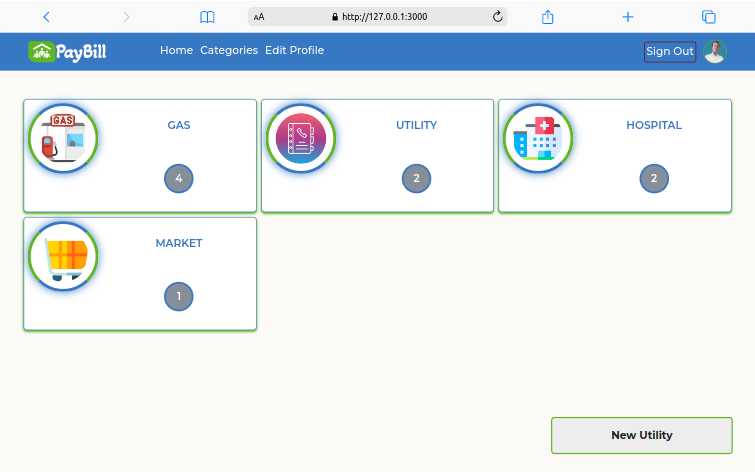 AA http://127.0.0.1:3000
PayBill Home Categories Edit Profile Sign Out
GAS
GAS
4
UTILITY
2
HOSPITAL
2
MARKET
1
New Utility